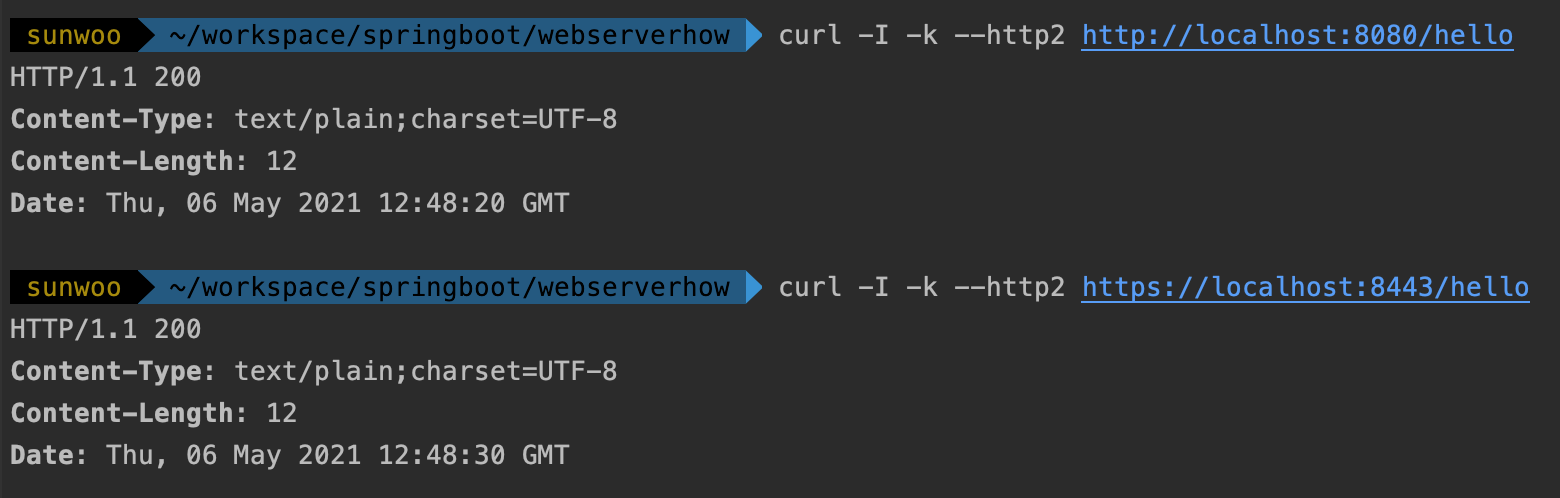 sunwoo ~/workspace/springboot/webserverhow curl -I -k --http2 http://localhost:8080/hello
HTTP/1.1 200
Content-Type: text/plain;charset=UTF-8
Content-Length: 12
Date: Thu, 06 May 2021 12:48:20 GMT
sunwoo ~/workspace/springboot/webserverhow curl -I -k --http2 https://localhost:8443/hello
HTTP/1.1 200
Content-Type: text/plain;charset=UTF-8
Content-Length: 12
Date: Thu, 06 May 2021 12:48:30 GMT